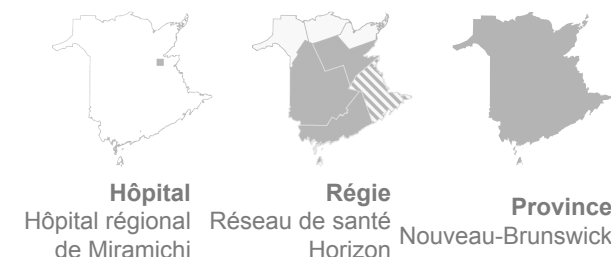 Hôpital
Hôpital régional
de Miramichi
Régie
Réseau de santé
Horizon
Province
Nouveau-Brunswick